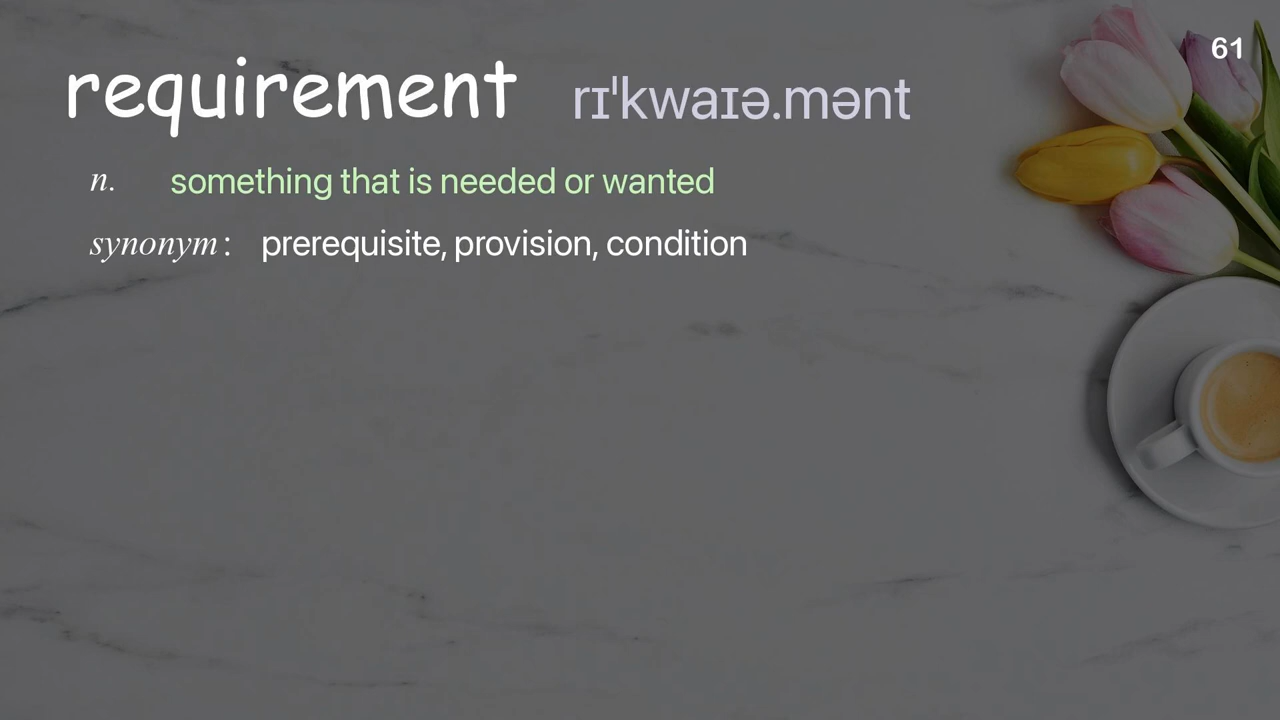 61
requirement rɪˈkwaɪə.mənt
n. something that is needed or wanted
synonym: prerequisite, provision, condition